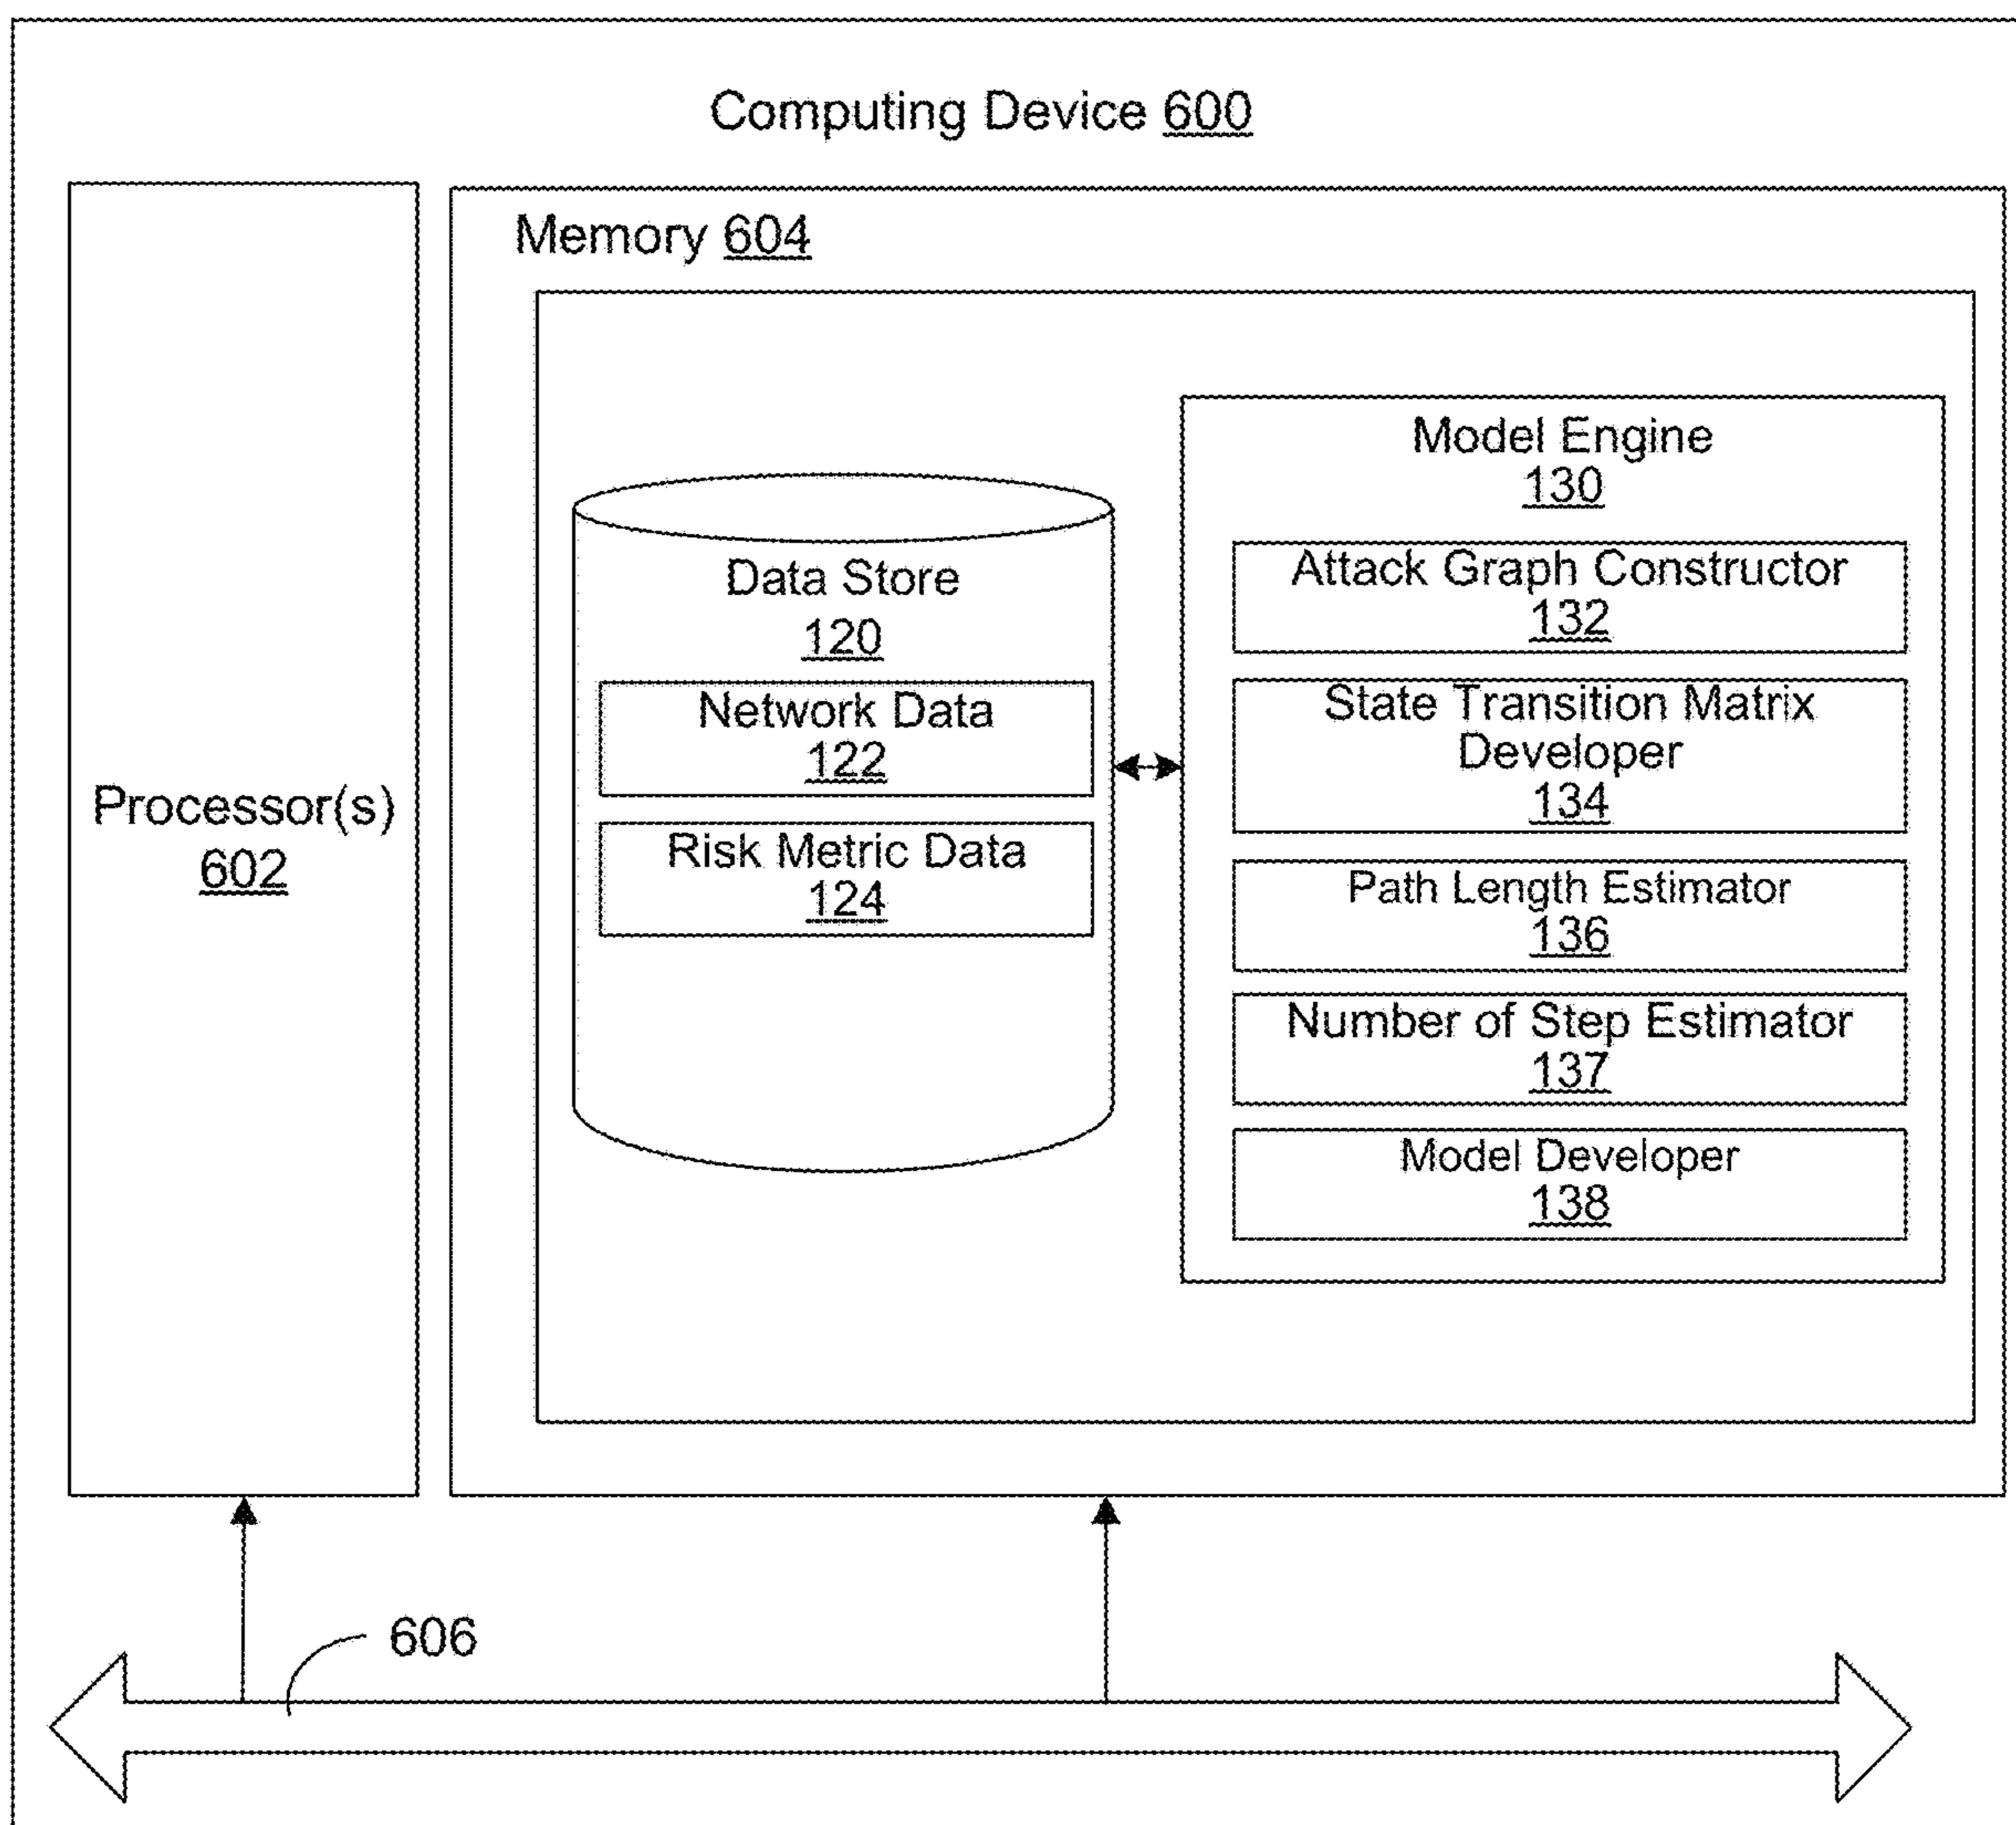 Computing Device 600
Memory 604
Processor(s)
602
Data Store
120
Network Data
122
Risk Metric Data
124
Model Engine
130
Attack Graph Constructor
132
State Transition Matrix
Developer
134
Path Length Estimator
136
Number of Step Estimator
137
Model Developer
138
606